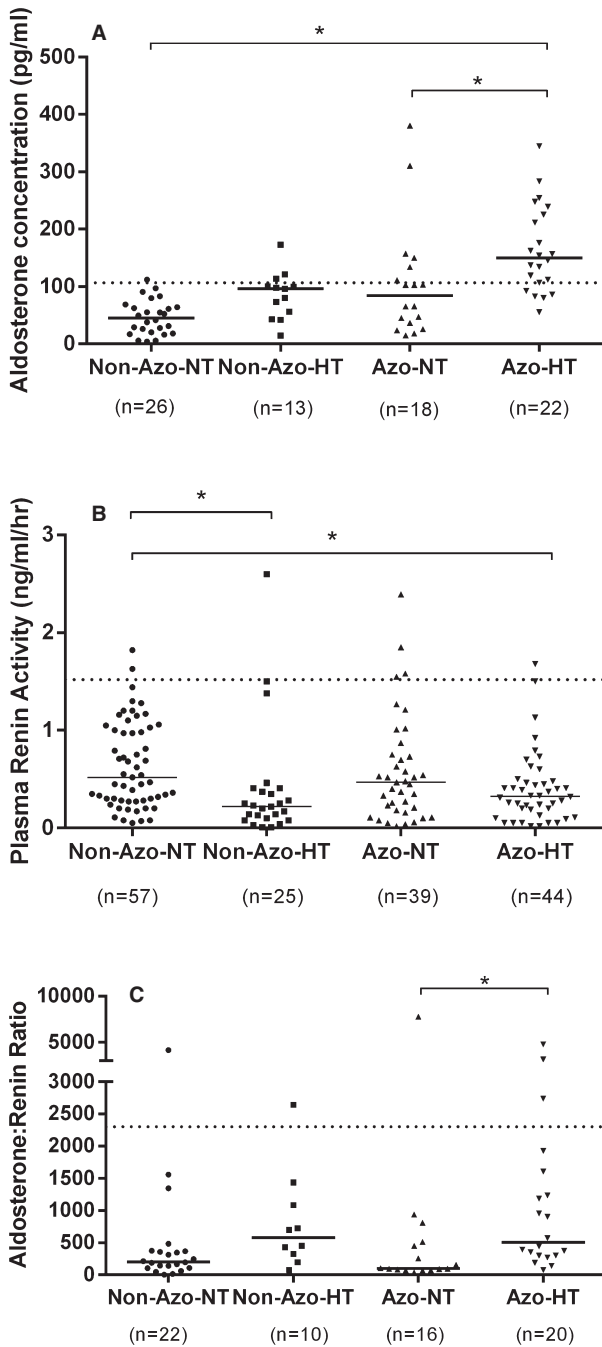 A
*
*
Aldosterone concentration (pg/ml)
500
400
300
200
100
0
Non-Azo-NT Non-Azo-HT Azo-NT Azo-HT
(n=26) (n=13) (n=18) (n=22)
B
*
*
Plasma Renin Activity (ng/ml/hr)
3
2
1
0
Non-Azo-NT Non-Azo-HT Azo-NT Azo-HT
(n=57) (n=25) (n=39) (n=44)
C
*
Aldosterone:Renin Ratio
10000
5000
3000
2500
2000
1500
1000
500
0
Non-Azo-NT Non-Azo-HT Azo-NT Azo-HT
(n=22) (n=10) (n=16) (n=20)